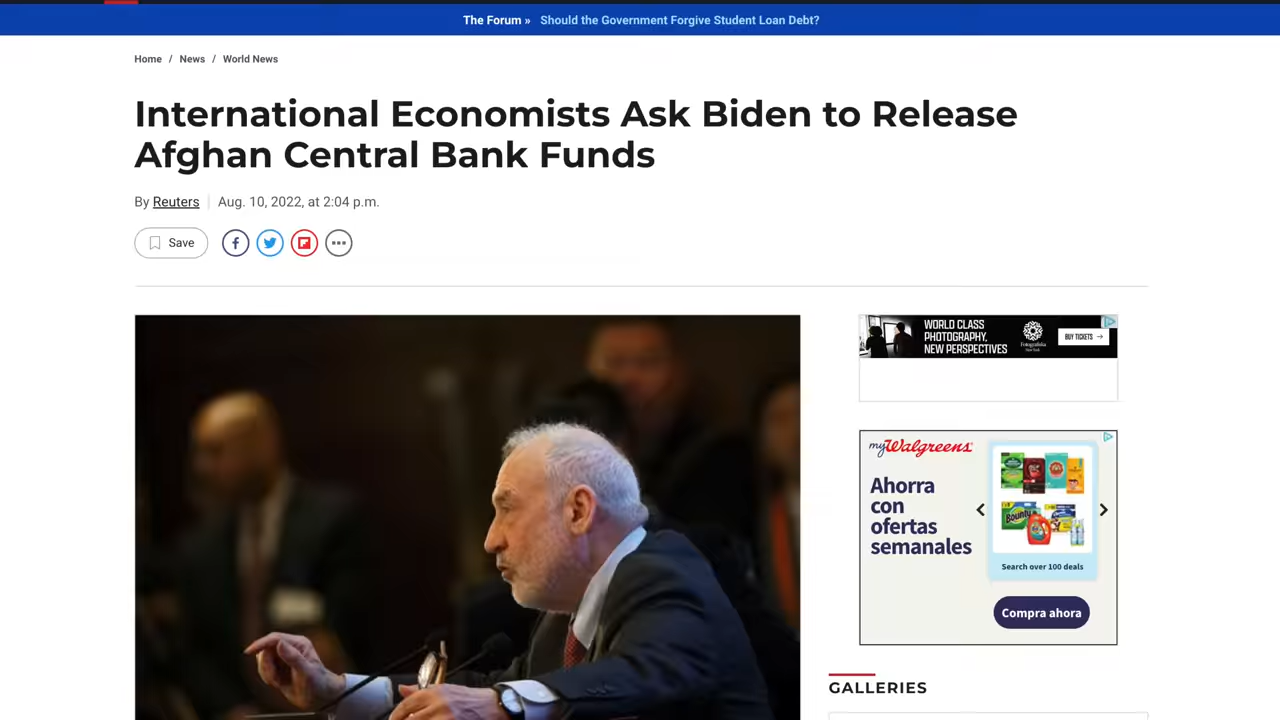 The Forum » Should the Government Forgive Student Loan Debt?
Home / News / World News
International Economists Ask Biden to Release
Afghan Central Bank Funds
By Reuters | Aug. 10, 2022, at 2:04 p.m.
Save
WORLD CLASS
PHOTOGRAPHY,
NEW PERSPECTIVES
Fotografiska
BUY TICKETS →
myWalgreens
Ahorra
con
ofertas
semanales
Bounty
Search over 100 deals
Compra ahora
GALLERIES